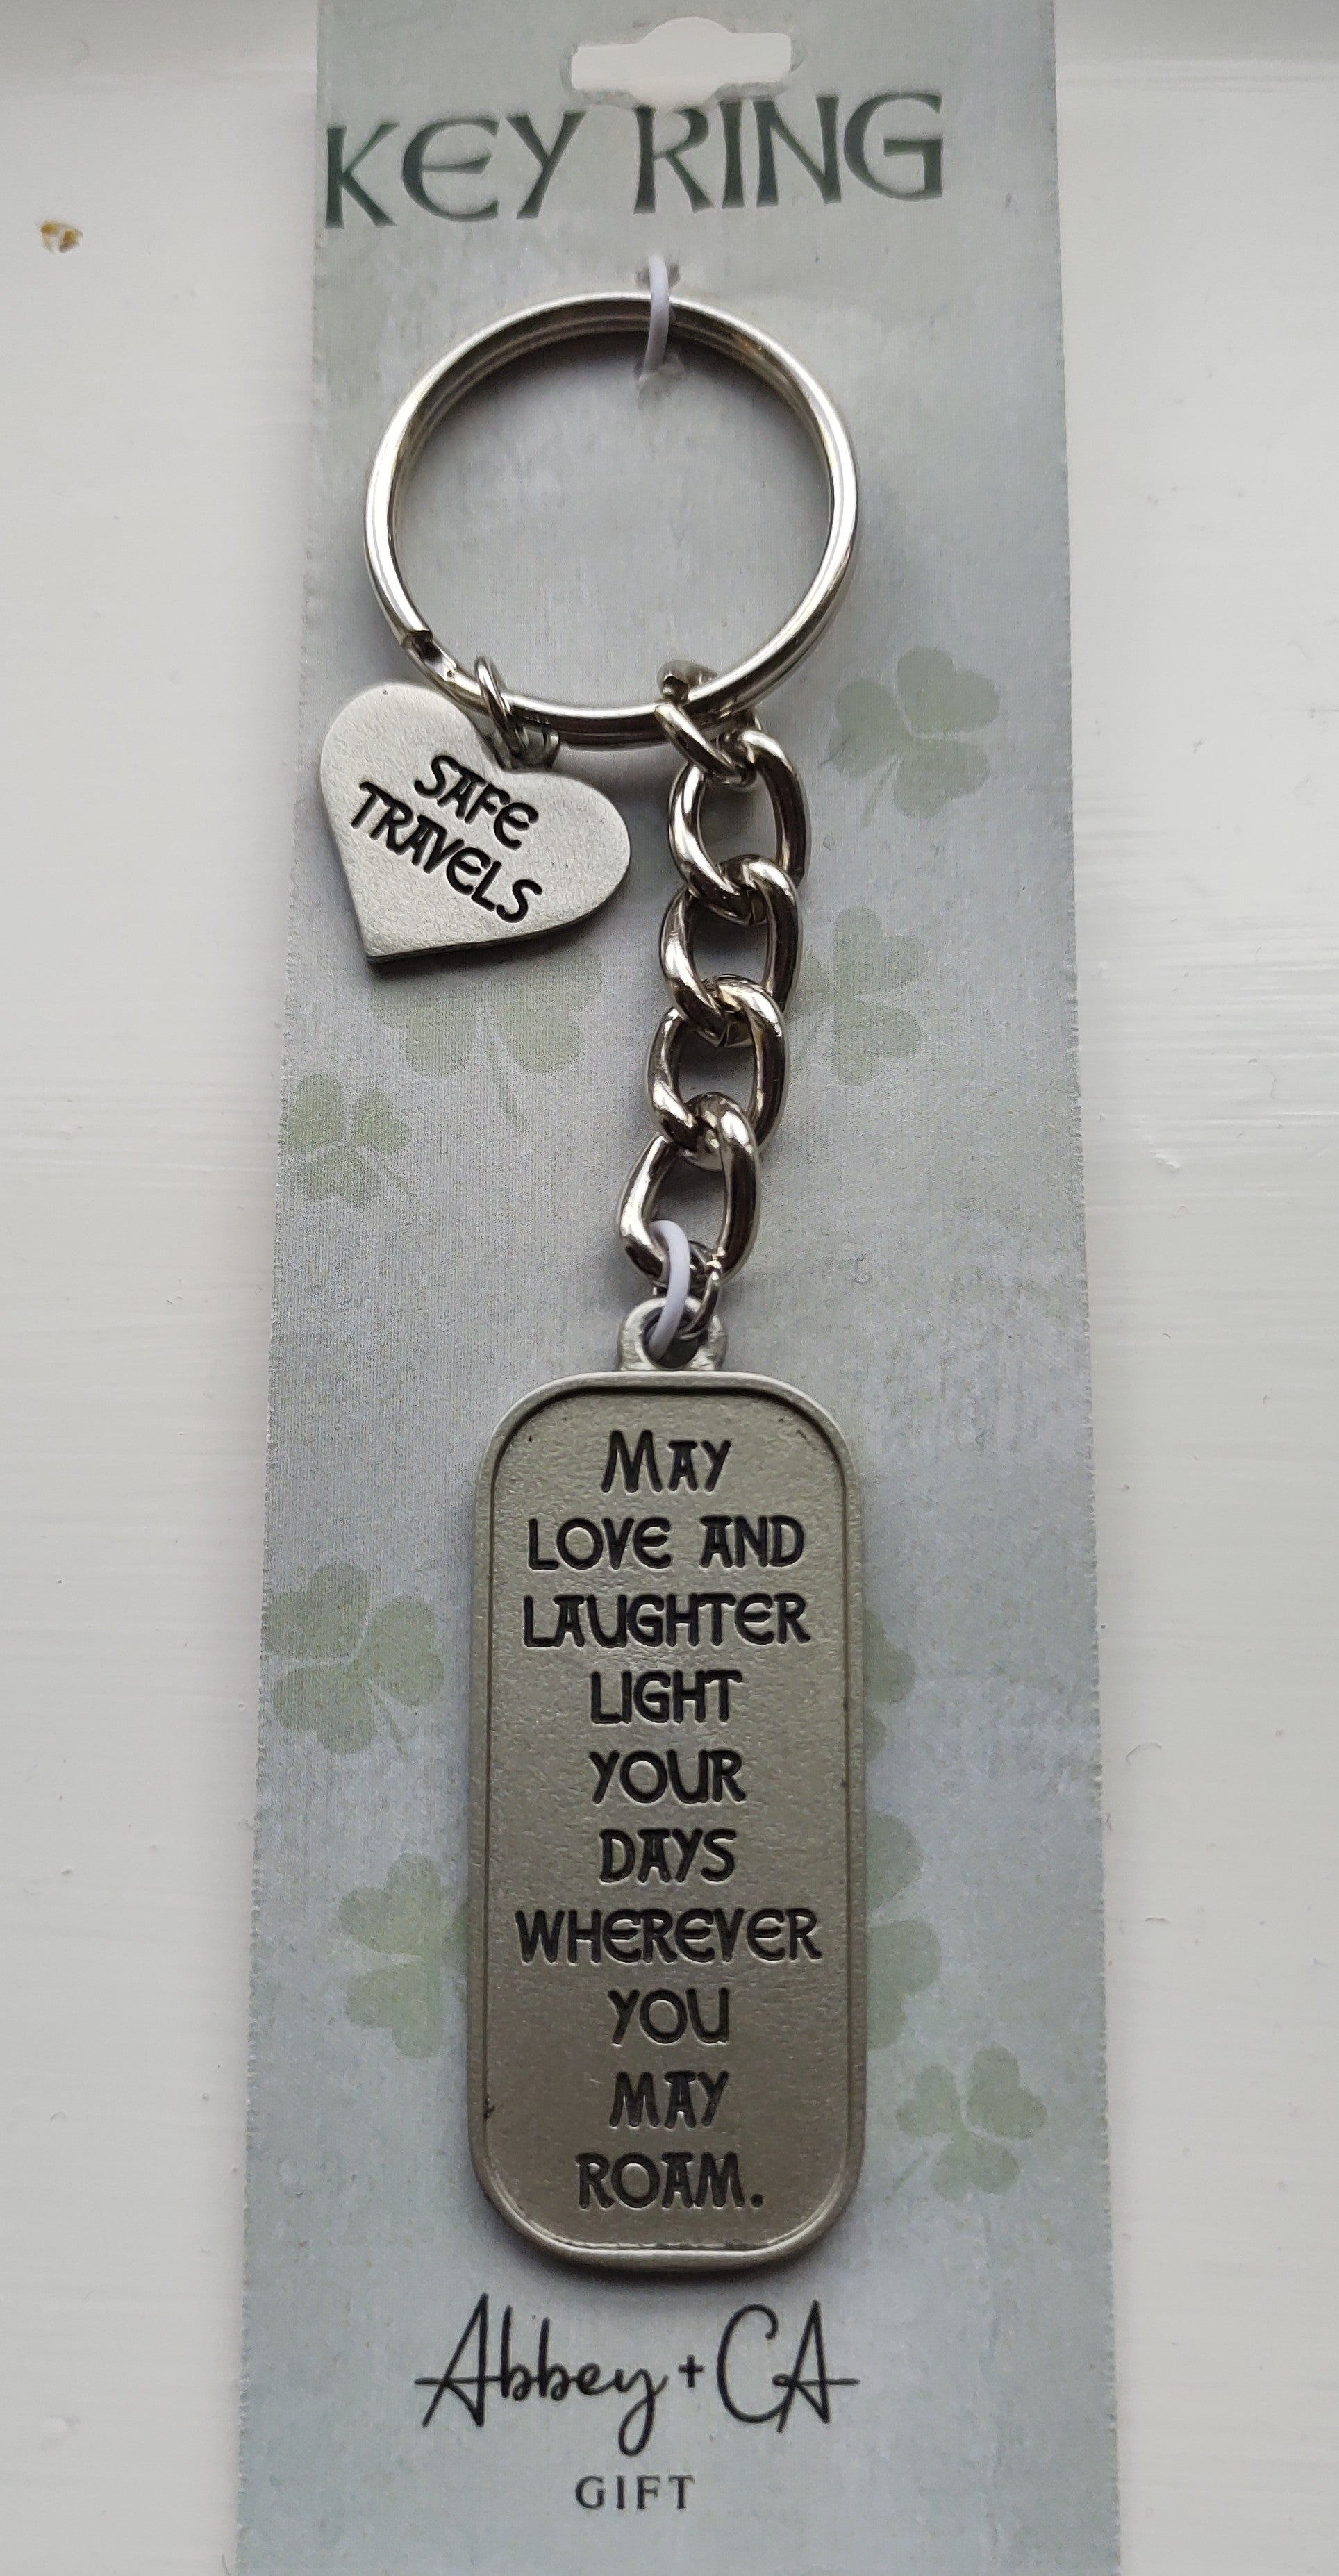 KEY RING
SAFE
TRAVELS
MAY
LOVE AND
LAUGHTER
LIGHT
YOUR
DAYS
WHEREVER
YOU
MAY
ROAM.
Abbey + CA
GIFT